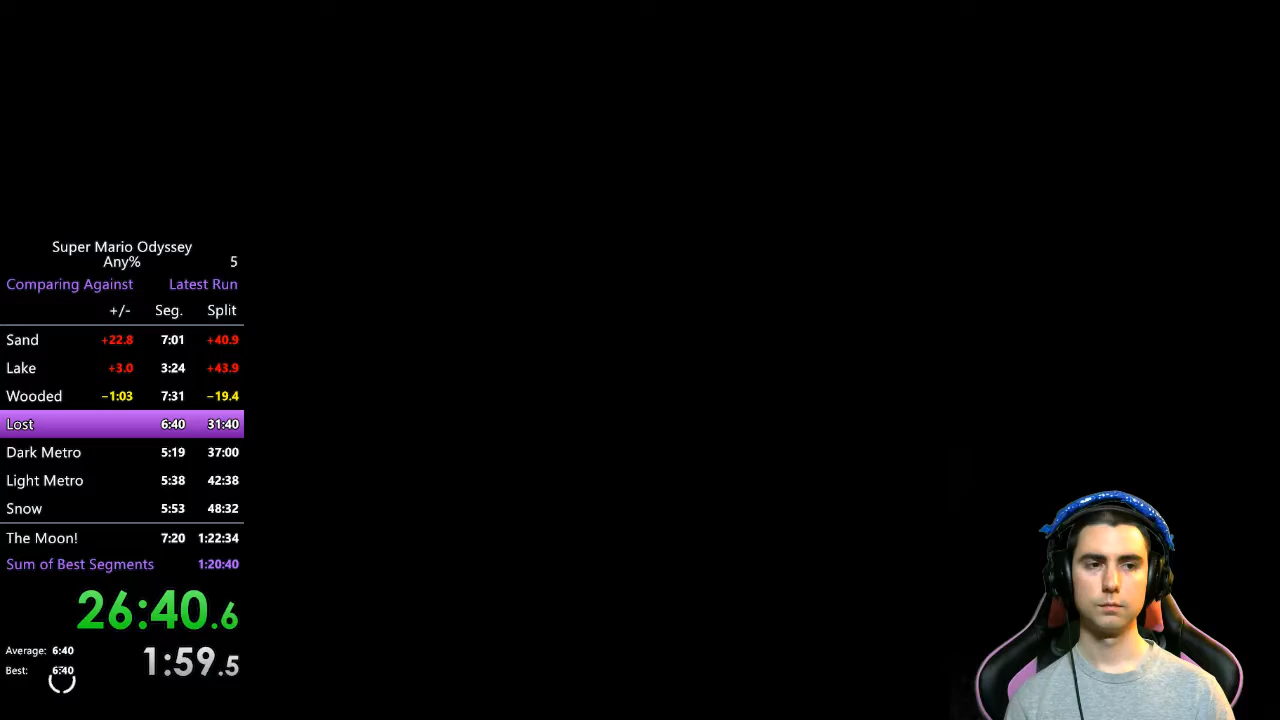 Super Mario Odyssey
Any% 5
Comparing Against Latest Run
+/- Seg. Split
Sand +22.8 7:01 +40.9
Lake +3.0 3:24 +43.9
Wooded −1:03 7:31 −19.4
Lost 6:40 31:40
Dark Metro 5:19 37:00
Light Metro 5:38 42:38
Snow 5:53 48:32
The Moon! 7:20 1:22:34
Sum of Best Segments 1:20:40
26:40.6
Average: 6:40
1:59.5
Best: 6:40